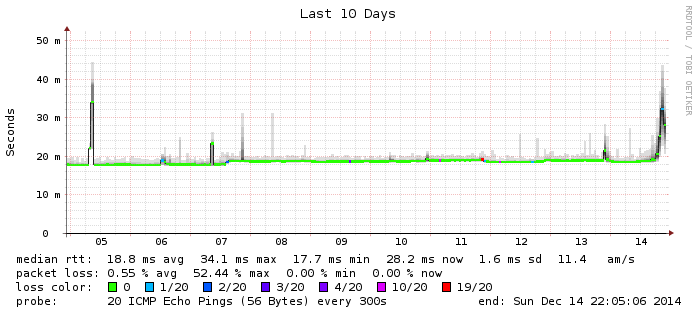 Last 10 Days
RRDTOOL / TOBI OETIKER
Seconds
50 m
40 m
30 m
20 m
10 m
0
05 06 07 08 09 10 11 12 13 14
median rtt: 18.8 ms avg 34.1 ms max 17.7 ms min 28.2 ms now 1.6 ms sd 11.4 am/s
packet loss: 0.55 % avg 52.44 % max 0.00 % min 0.00 % now
loss color: 0 1/20 2/20 3/20 4/20 10/20 19/20
probe: 20 ICMP Echo Pings (56 Bytes) every 300s end: Sun Dec 14 22:05:06 2014